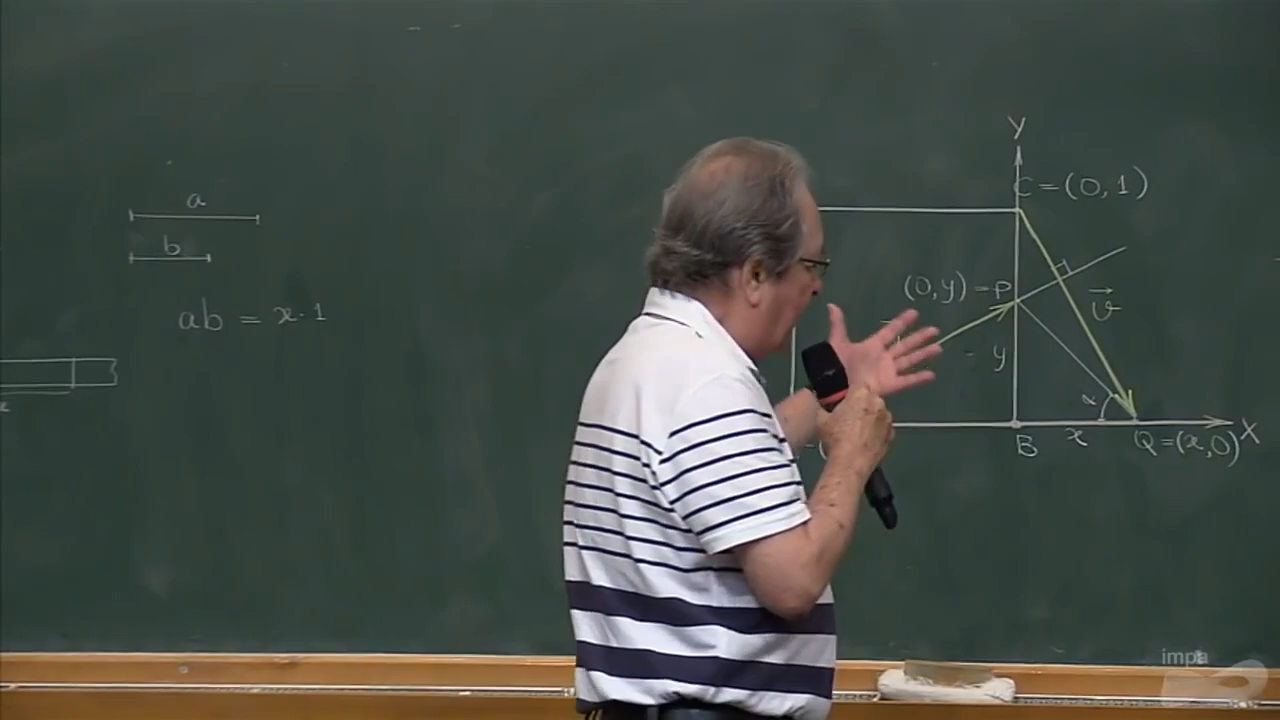 a
b
ab = x·1
Y
C=(0,1)
(0,y)=P
v
y
α
B
x
Q=(x,0)
X
impa